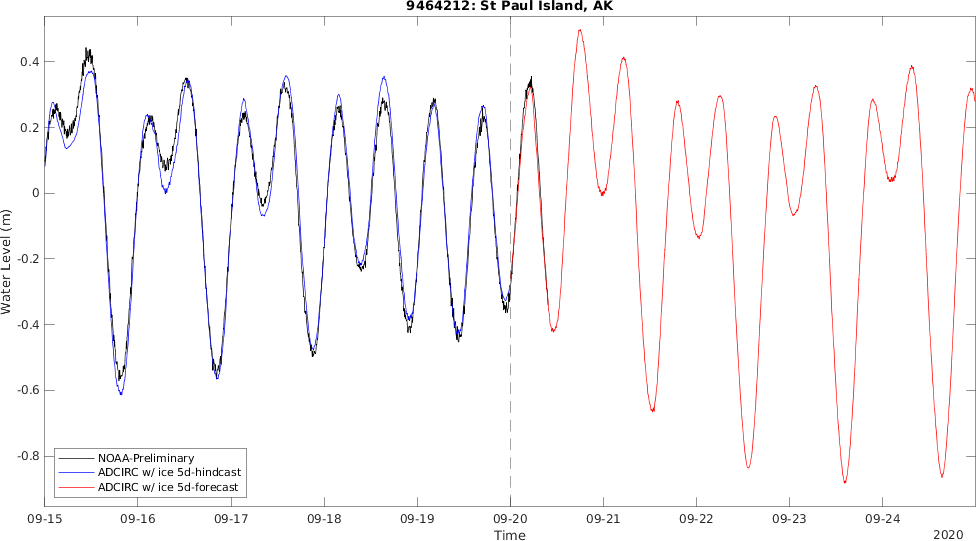 9464212: St Paul Island, AK
Water Level (m)
0.4
0.2
0
-0.2
-0.4
-0.6
-0.8
NOAA-Preliminary
ADCIRC w/ ice 5d-hindcast
ADCIRC w/ ice 5d-forecast
09-15 09-16 09-17 09-18 09-19 09-20 09-21 09-22 09-23 09-24
Time
2020